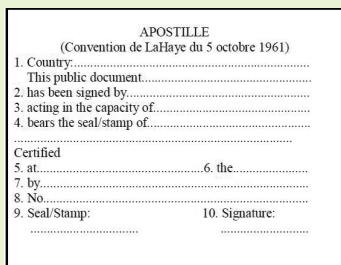 APOSTILLE
(Convention de LaHaye du 5 octobre 1961)
1. Country:..........................................................
This public document..........................................
2. has been signed by.............................................
3. acting in the capacity of.......................................
4. bears the seal/stamp of........................................
.....................................................................
Certified
5. at.........................................6. the...................
7. by..................................................................
8. No.................................................................
9. Seal/Stamp: 10. Signature:
................................. ...........................